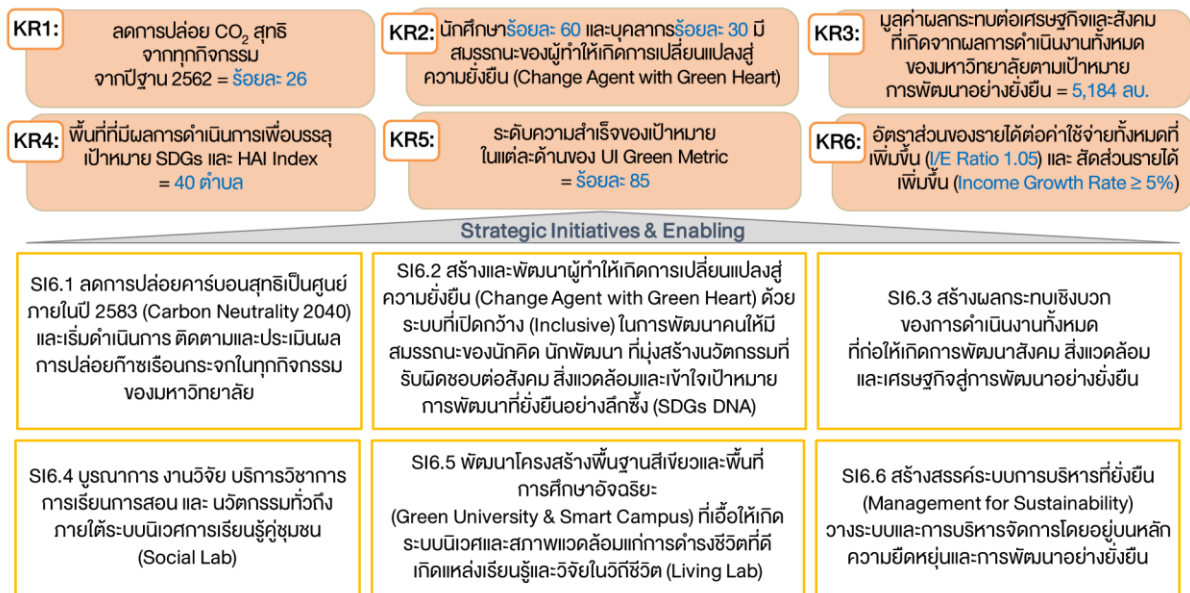 KR1:
ลดการปล่อย CO₂ สุทธิ
จากทุกกิจกรรม
จากปีฐาน 2562 = ร้อยละ 26
KR2:
นักศึกษาร้อยละ 60 และบุคลากรร้อยละ 30 มี
สมรรถนะของผู้ทำให้เกิดการเปลี่ยนแปลงสู่
ความยั่งยืน (Change Agent with Green Heart)
KR3:
มูลค่าผลกระทบต่อเศรษฐกิจและสังคม
ที่เกิดจากผลการดำเนินงานทั้งหมด
ของมหาวิทยาลัยตามเป้าหมาย
การพัฒนาอย่างยั่งยืน = 5,184 ลบ.
KR4:
พื้นที่ที่มีผลการดำเนินการเพื่อบรรลุ
เป้าหมาย SDGs และ HAI Index
= 40 ตำบล
KR5:
ระดับความสำเร็จของเป้าหมาย
ในแต่ละด้านของ UI Green Metric
= ร้อยละ 85
KR6:
อัตราส่วนของรายได้ต่อค่าใช้จ่ายทั้งหมดที่
เพิ่มขึ้น (I/E Ratio 1.05) และ สัดส่วนรายได้
เพิ่มขึ้น (Income Growth Rate ≥ 5%)
Strategic Initiatives & Enabling
SI6.1 ลดการปล่อยคาร์บอนสุทธิเป็นศูนย์
ภายในปี 2583 (Carbon Neutrality 2040)
และเริ่มดำเนินการ ติดตามและประเมินผล
การปล่อยก๊าซเรือนกระจกในทุกกิจกรรม
ของมหาวิทยาลัย
SI6.2 สร้างและพัฒนาผู้ทำให้เกิดการเปลี่ยนแปลงสู่
ความยั่งยืน (Change Agent with Green Heart) ด้วย
ระบบที่เปิดกว้าง (Inclusive) ในการพัฒนาคนให้มี
สมรรถนะของนักคิด นักพัฒนา ที่มุ่งสร้างนวัตกรรมที่
รับผิดชอบต่อสังคม สิ่งแวดล้อมและเข้าใจเป้าหมาย
การพัฒนาที่ยั่งยืนอย่างลึกซึ้ง (SDGs DNA)
SI6.3 สร้างผลกระทบเชิงบวก
ของการดำเนินงานทั้งหมด
ที่ก่อให้เกิดการพัฒนาสังคม สิ่งแวดล้อม
และเศรษฐกิจสู่การพัฒนาอย่างยั่งยืน
SI6.4 บูรณาการ งานวิจัย บริการวิชาการ
การเรียนการสอน และ นวัตกรรมทั่วถึง
ภายใต้ระบบนิเวศการเรียนรู้คู่ชุมชน
(Social Lab)
SI6.5 พัฒนาโครงสร้างพื้นฐานสีเขียวและพื้นที่
การศึกษาอัจฉริยะ
(Green University & Smart Campus) ที่เอื้อให้เกิด
ระบบนิเวศและสภาพแวดล้อมแก่การดำรงชีวิตที่ดี
เกิดแหล่งเรียนรู้และวิจัยในวิถีชีวิต (Living Lab)
SI6.6 สร้างสรรค์ระบบการบริหารที่ยั่งยืน
(Management for Sustainability)
วางระบบและการบริหารจัดการโดยอยู่บนหลัก
ความยืดหยุ่นและการพัฒนาอย่างยั่งยืน